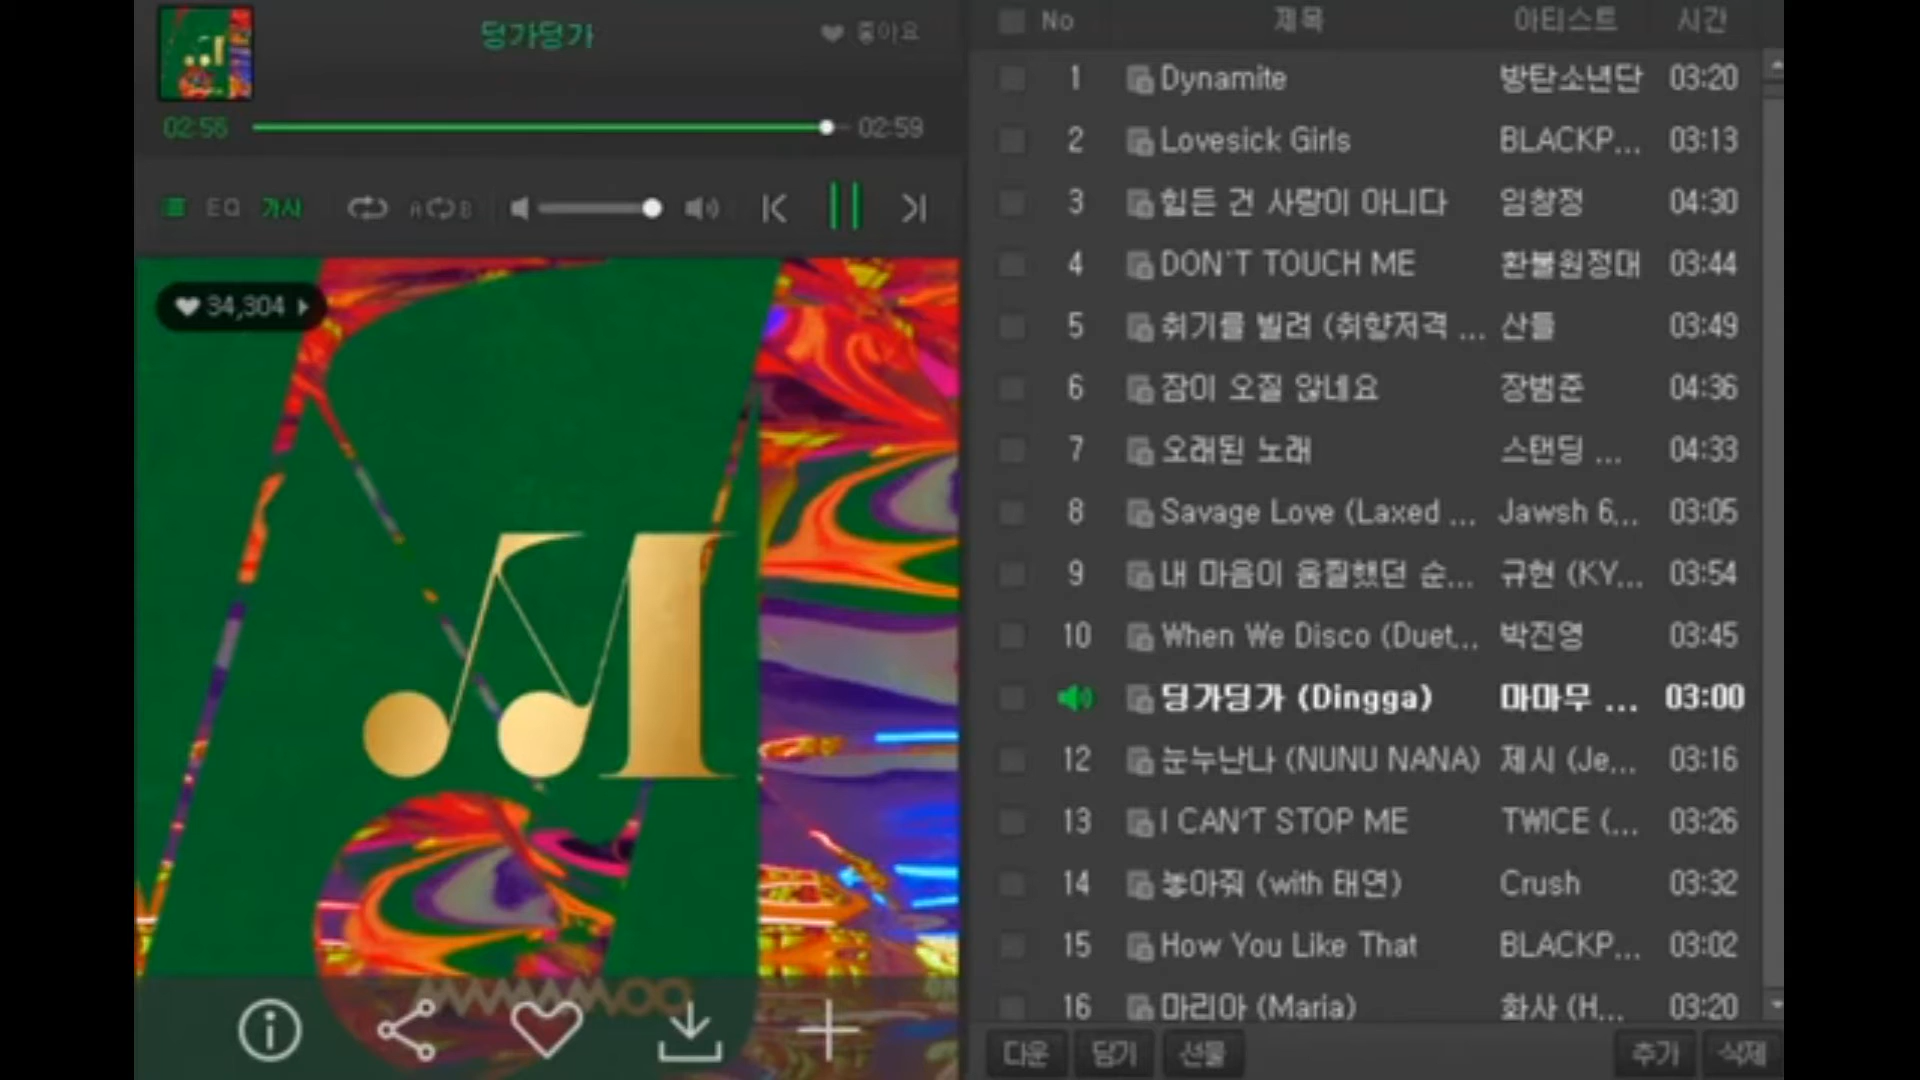 딩가딩가
좋아요
02:56
02:59
EQ 가사 A B
34,304
MAMAMOO
No 제목 아티스트 시간
1 Dynamite 방탄소년단 03:20
2 Lovesick Girls BLACKP... 03:13
3 힘든 건 사랑이 아니다 임창정 04:30
4 DON'T TOUCH ME 환불원정대 03:44
5 취기를 빌려 (취향저격 ... 산들 03:49
6 잠이 오질 않네요 장범준 04:36
7 오래된 노래 스탠딩 ... 04:33
8 Savage Love (Laxed ... Jawsh 6... 03:05
9 내 마음이 움찔했던 순... 규현 (KY... 03:54
10 When We Disco (Duet... 박진영 03:45
딩가딩가 (Dingga) 마마무 ... 03:00
12 눈누난나 (NUNU NANA) 제시 (Je... 03:16
13 I CAN'T STOP ME TWICE (... 03:26
14 놓아줘 (with 태연) Crush 03:32
15 How You Like That BLACKP... 03:02
16 마리아 (Maria) 화사 (H... 03:20
다운 담기 선물 추가 삭제